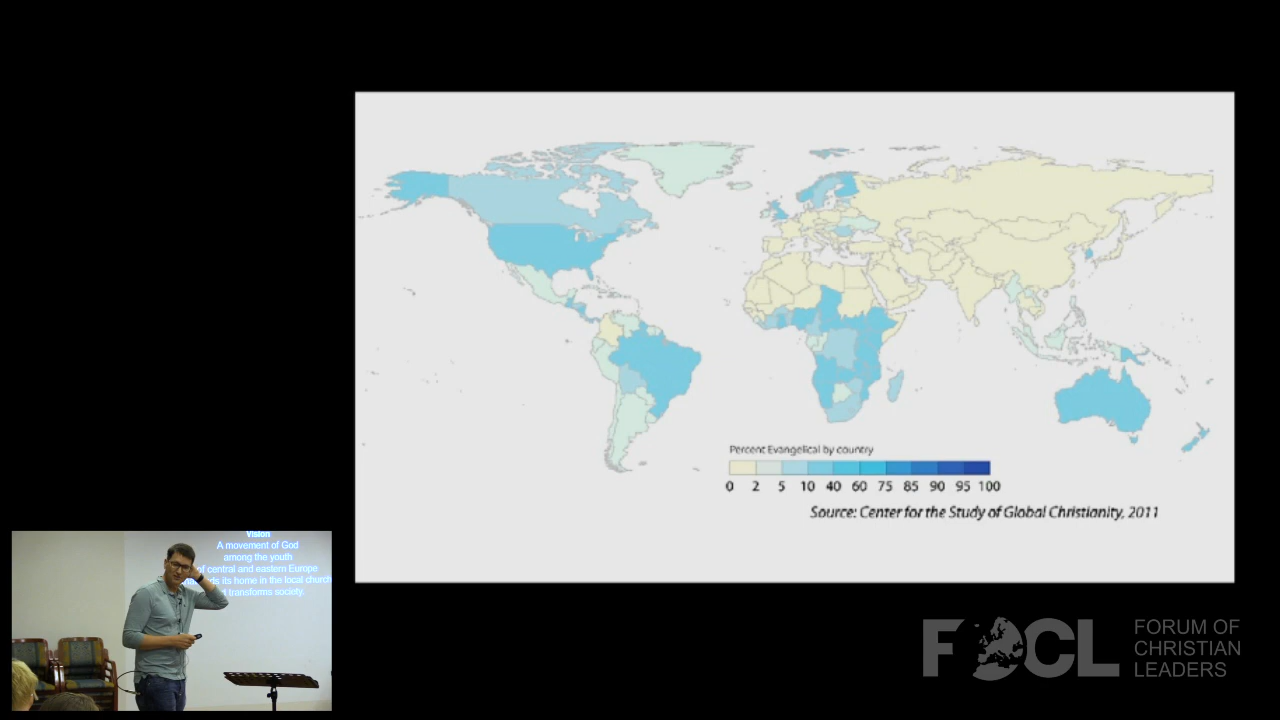 Percent Evangelical by country
0 2 5 10 40 60 75 85 90 95 100
Source: Center for the Study of Global Christianity, 2011
Vision
A movement of God
among the youth
of central and eastern Europe
its home in the local church
transforms society.
FOCL
FORUM OF
CHRISTIAN
LEADERS